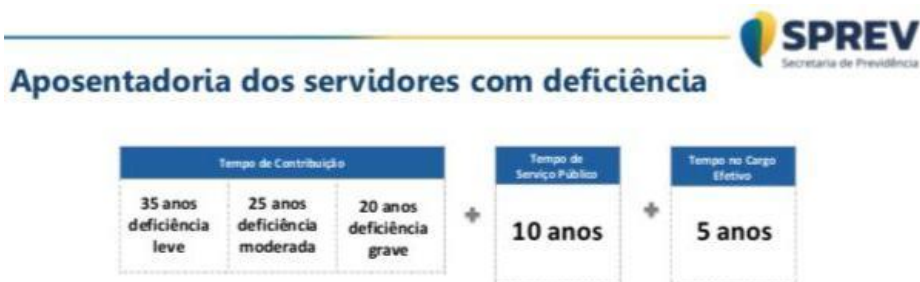 SPREV
Secretaria de Previdência
Aposentadoria dos servidores com deficiência
Tempo de Contribuição
35 anos
deficiência
leve
25 anos
deficiência
moderada
20 anos
deficiência
grave
+
Tempo de
Serviço Público
10 anos
+
Tempo no Cargo
Efetivo
5 anos